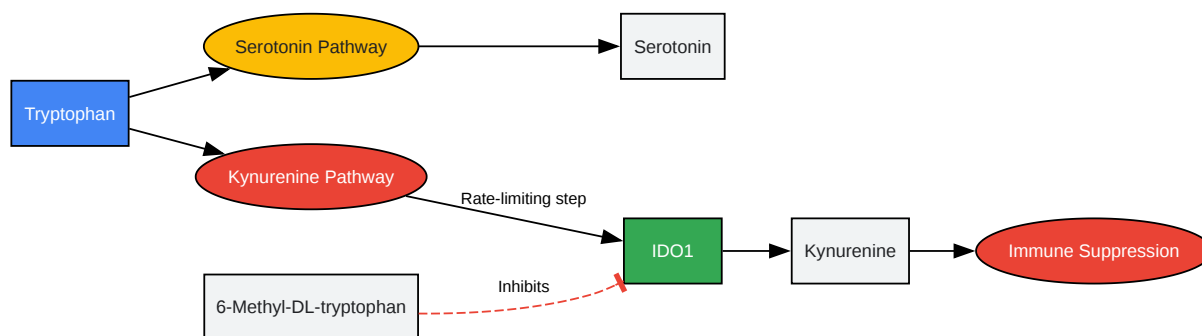 Serotonin Pathway
Serotonin
Tryptophan
Kynurenine Pathway
Rate-limiting step
IDO1
Kynurenine
Immune Suppression
Inhibits
6-Methyl-DL-tryptophan